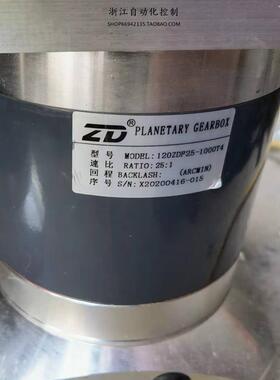 浙江自动化控制
SHOP66942135.TAOBAO.COM
ZD® PLANETARY GEARBOX
型号 MODEL:120ZDP25-1000T4
速比 RATIO:25:1
回程 BACKLASH: (ARCMIN)
序号 S/N:X20200416-015